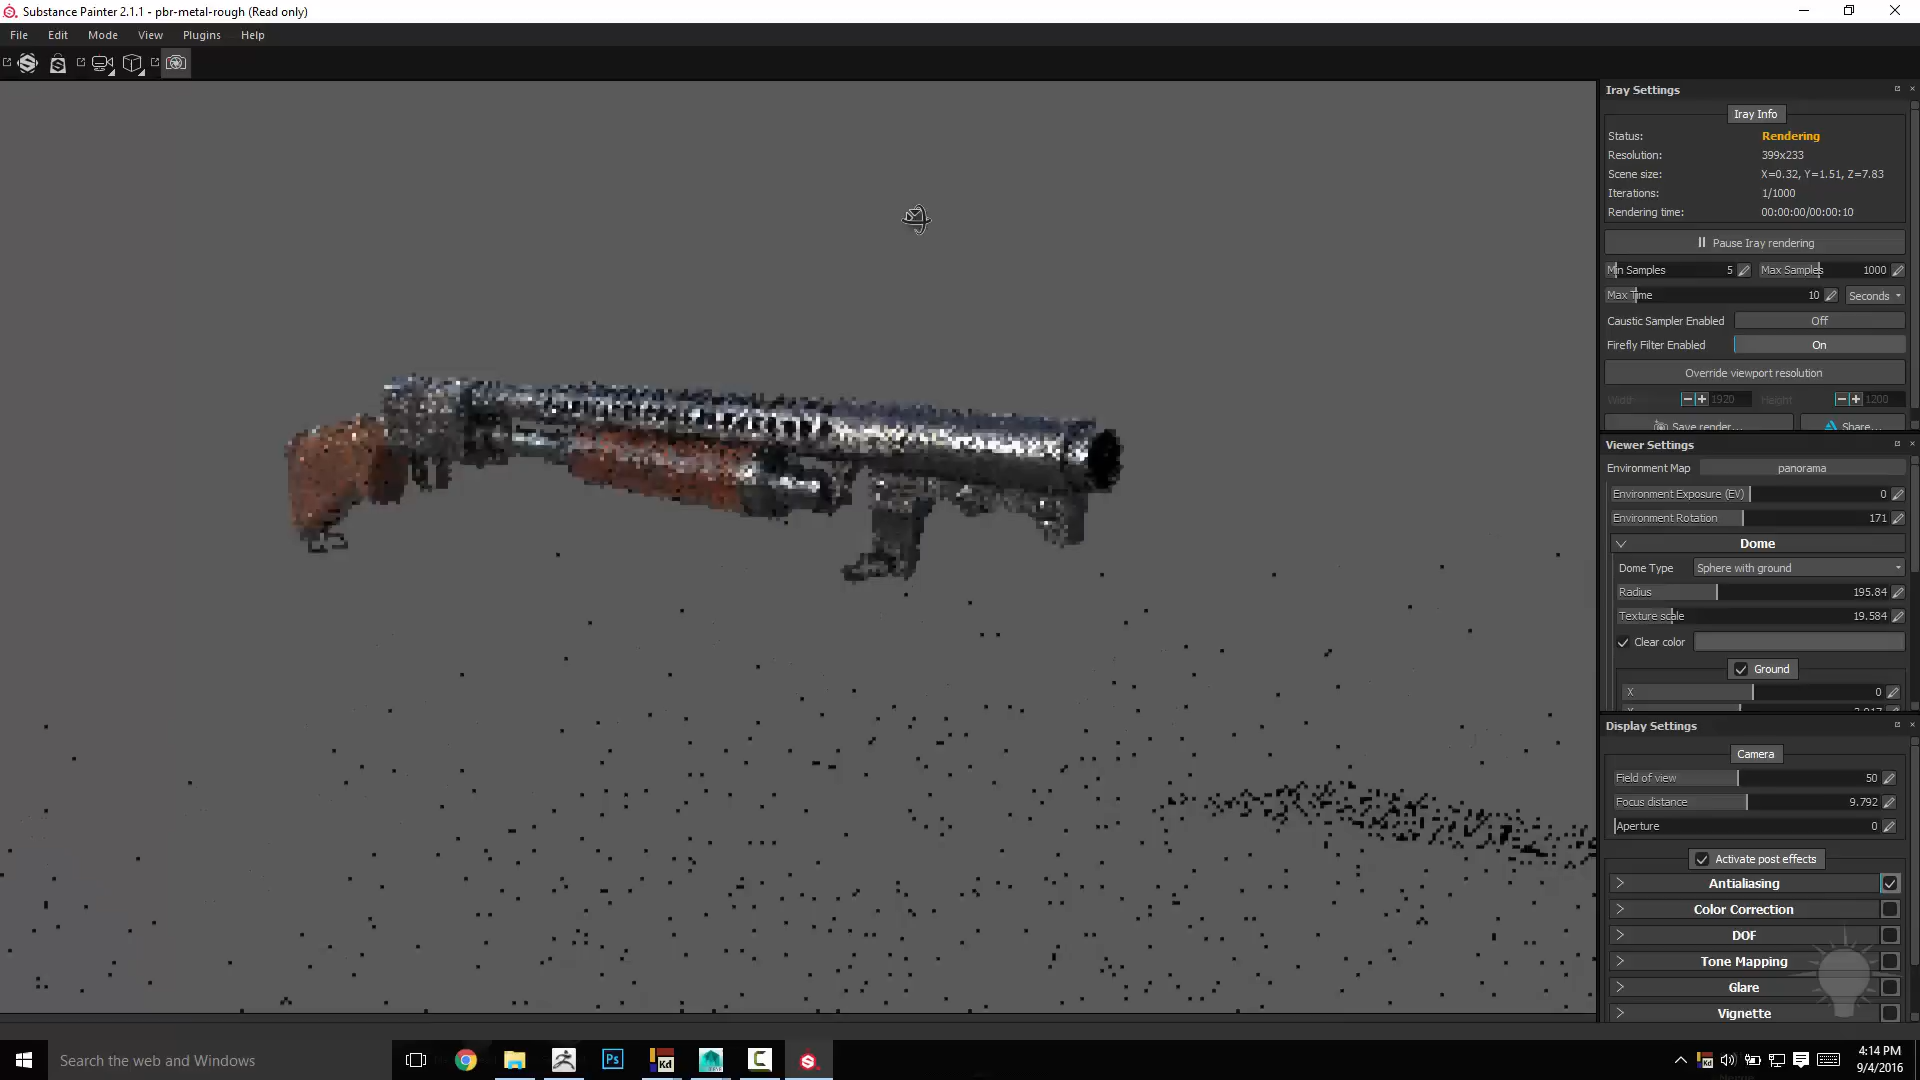 Substance Painter 2.1.1 - pbr-metal-rough (Read only)
File Edit Mode View Plugins Help
Iray Settings
Iray Info
Status: Rendering
Resolution: 399x233
Scene size: X=0.32, Y=1.51, Z=7.83
Iterations: 1/1000
Rendering time: 00:00:00/00:00:10
Pause Iray rendering
Min Samples 5 Max Samples 1000
Max Time 10 Seconds
Caustic Sampler Enabled Off
Firefly Filter Enabled On
Override viewport resolution
Width 1920 Height 1200
Save render... Share...
Viewer Settings
Environment Map panorama
Environment Exposure (EV) 0
Environment Rotation 171
Dome
Dome Type Sphere with ground
Radius 195.84
Texture scale 19.584
Clear color
Ground
X 0
Display Settings
Camera
Field of view 50
Focus distance 9.792
Aperture 0
Activate post effects
Antialiasing
Color Correction
DOF
Tone Mapping
Glare
Vignette
Search the web and Windows
Ps
Kd
C
Kd
4:14 PM
9/4/2016